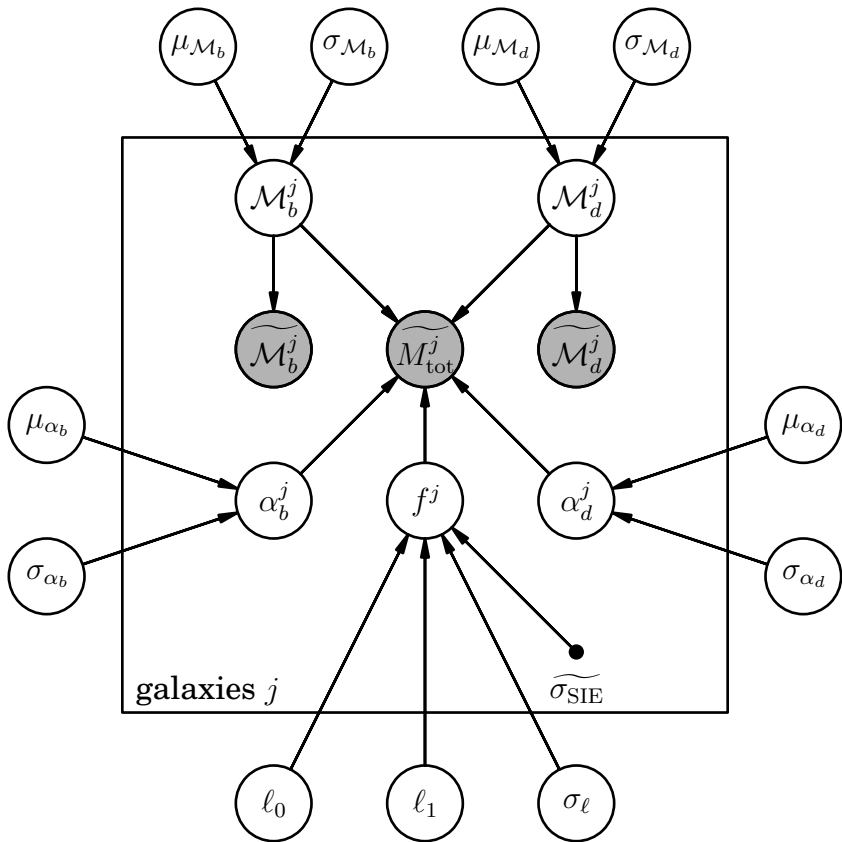 μ_{ℳ_b} σ_{ℳ_b} μ_{ℳ_d} σ_{ℳ_d}
ℳ_b^j ℳ_d^j
\widetilde{ℳ_b^j} \widetilde{M_{tot}^j} \widetilde{ℳ_d^j}
μ_{α_b} μ_{α_d}
α_b^j f^j α_d^j
σ_{α_b} σ_{α_d}
galaxies j \widetilde{σ_{SIE}}
ℓ_0 ℓ_1 σ_ℓ